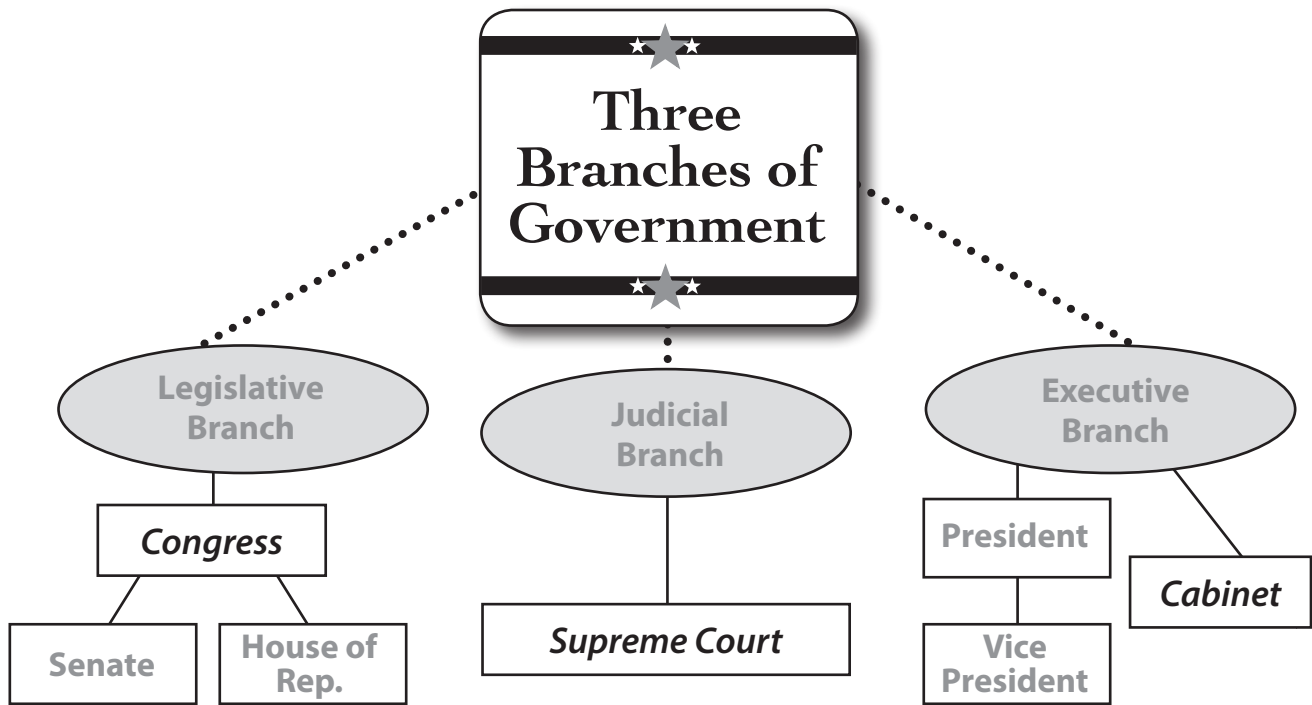 Three
Branches of
Government
Legislative
Branch
Judicial
Branch
Executive
Branch
Congress
Senate
House of
Rep.
Supreme Court
President
Vice
President
Cabinet